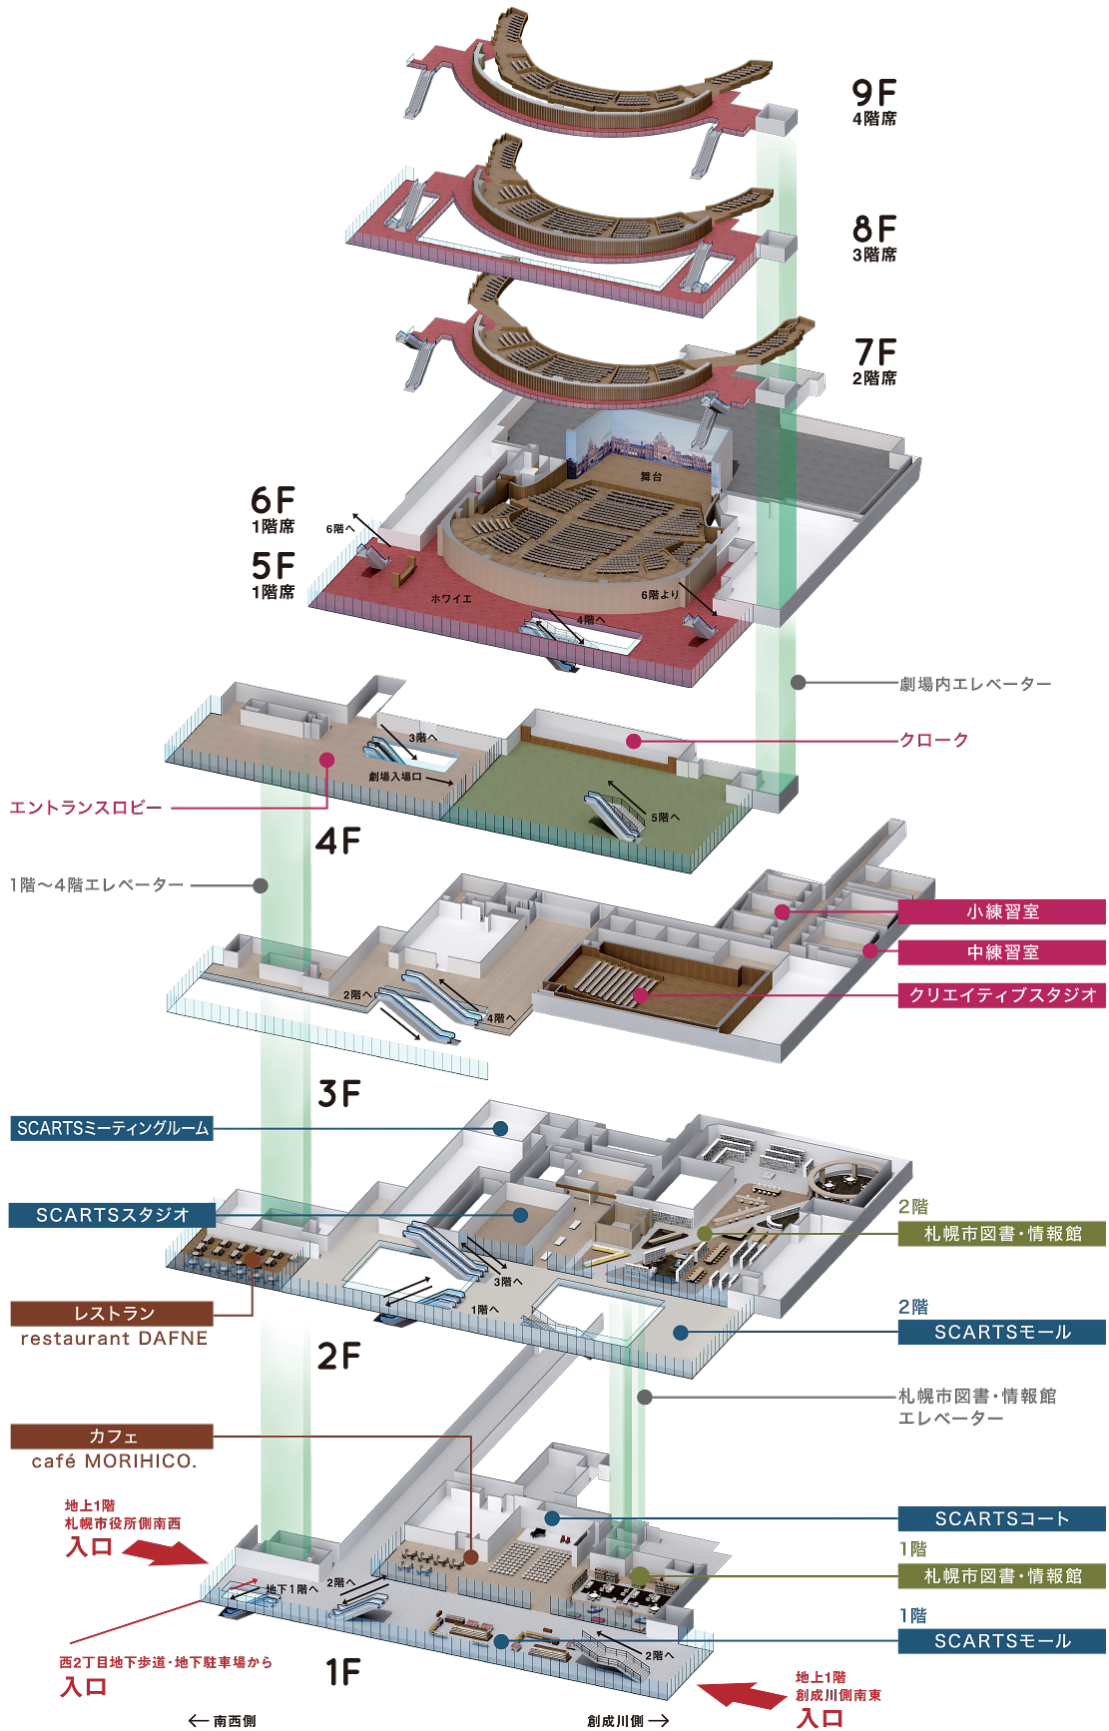 9F
4階席
8F
3階席
7F
2階席
舞台
6F
1階席
6階へ
5F
1階席
ホワイエ
6階より
4階へ
劇場内エレベーター
クローク
3階へ
劇場入場口
5階へ
エントランスロビー
4F
1階〜4階エレベーター
小練習室
中練習室
クリエイティブスタジオ
2階へ
4階へ
3F
SCARTSミーティングルーム
SCARTSスタジオ
2階
札幌市図書・情報館
3階へ
1階へ
レストラン
restaurant DAFNE
2階
SCARTSモール
2F
札幌市図書・情報館
エレベーター
カフェ
café MORIHICO.
地上1階
札幌市役所側南西
入口
SCARTSコート
1階
札幌市図書・情報館
地下1階へ
2階へ
1階
SCARTSモール
2階へ
西2丁目地下歩道・地下駐車場から
入口
1F
地上1階
創成川側南東
入口
←南西側
創成川側→